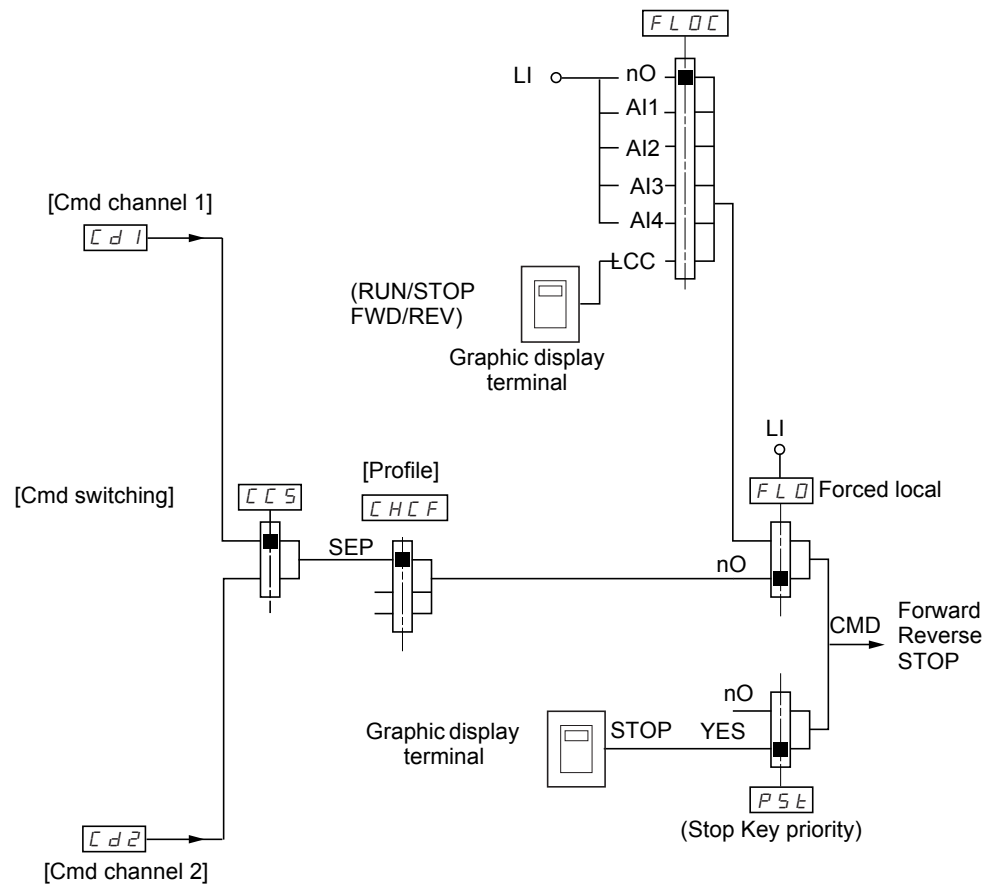 FLOC
LI
nO
AI1
AI2
AI3
AI4
LCC
[Cmd channel 1]
Cd1
(RUN/STOP
FWD/REV)
Graphic display
terminal
LI
[Profile]
[Cmd switching]
CCS
CHCF
FLO Forced local
SEP
nO
CMD
Forward
Reverse
STOP
nO
Graphic display
terminal
STOP
YES
PSt
(Stop Key priority)
Cd2
[Cmd channel 2]